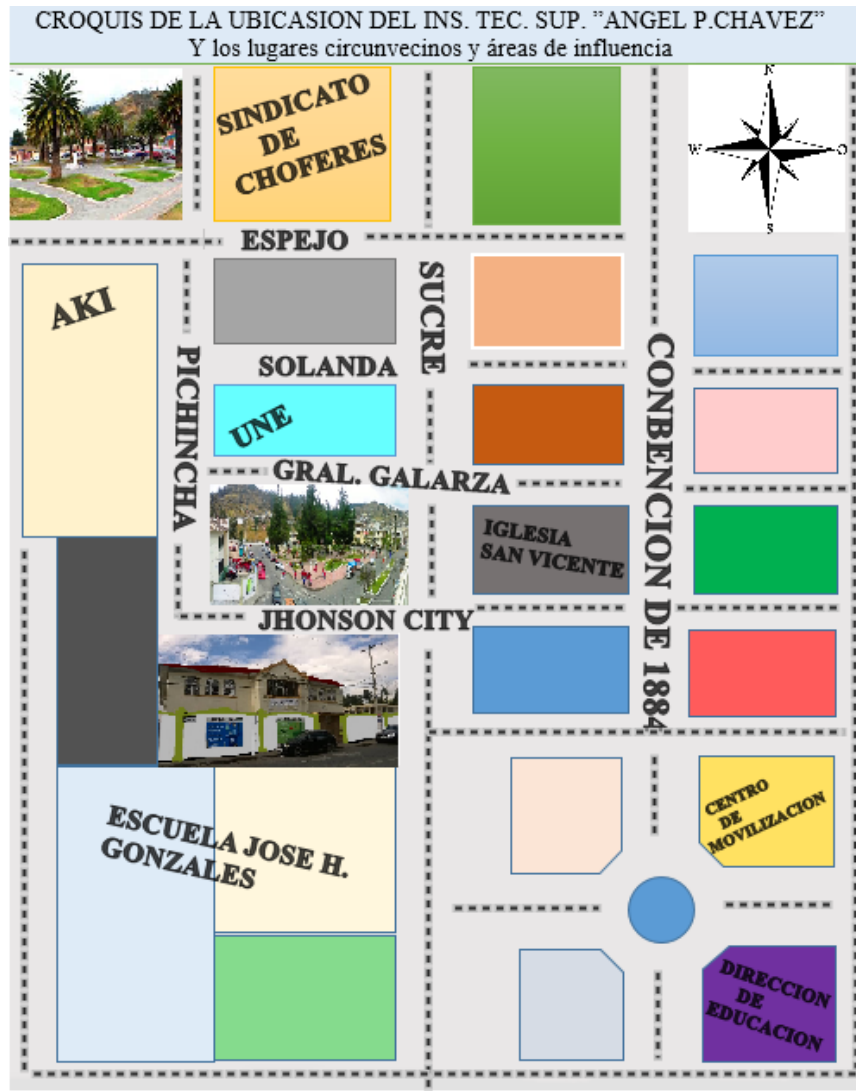 CROQUIS DE LA UBICASION DEL INS. TEC. SUP. ”ANGEL P.CHAVEZ”
Y los lugares circunvecinos y áreas de influencia
SINDICATO
DE
CHOFERES
N
W
O
S
ESPEJO
AKI
SUCRE
PICHINCHA
SOLANDA
CONBENCION DE 1884
UNE
GRAL. GALARZA
IGLESIA
SAN VICENTE
JHONSON CITY
ESCUELA JOSE H.
GONZALES
CENTRO
DE
MOVILIZACION
DIRECCION
DE
EDUCACION